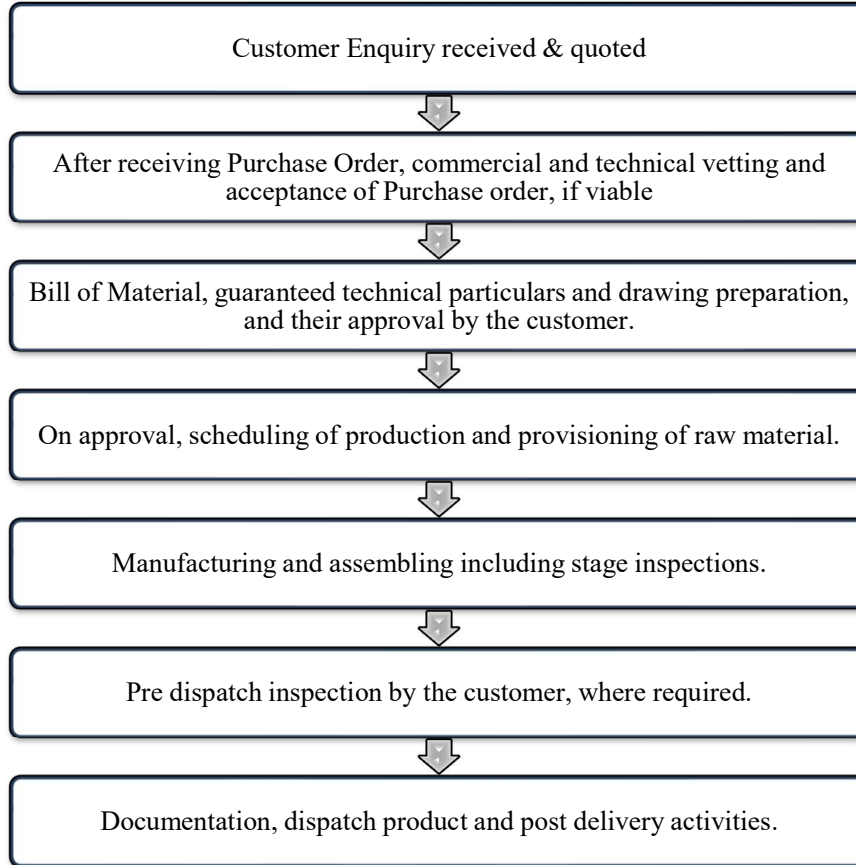 Customer Enquiry received & quoted
After receiving Purchase Order, commercial and technical vetting and
acceptance of Purchase order, if viable
Bill of Material, guaranteed technical particulars and drawing preparation,
and their approval by the customer.
On approval, scheduling of production and provisioning of raw material.
Manufacturing and assembling including stage inspections.
Pre dispatch inspection by the customer, where required.
Documentation, dispatch product and post delivery activities.